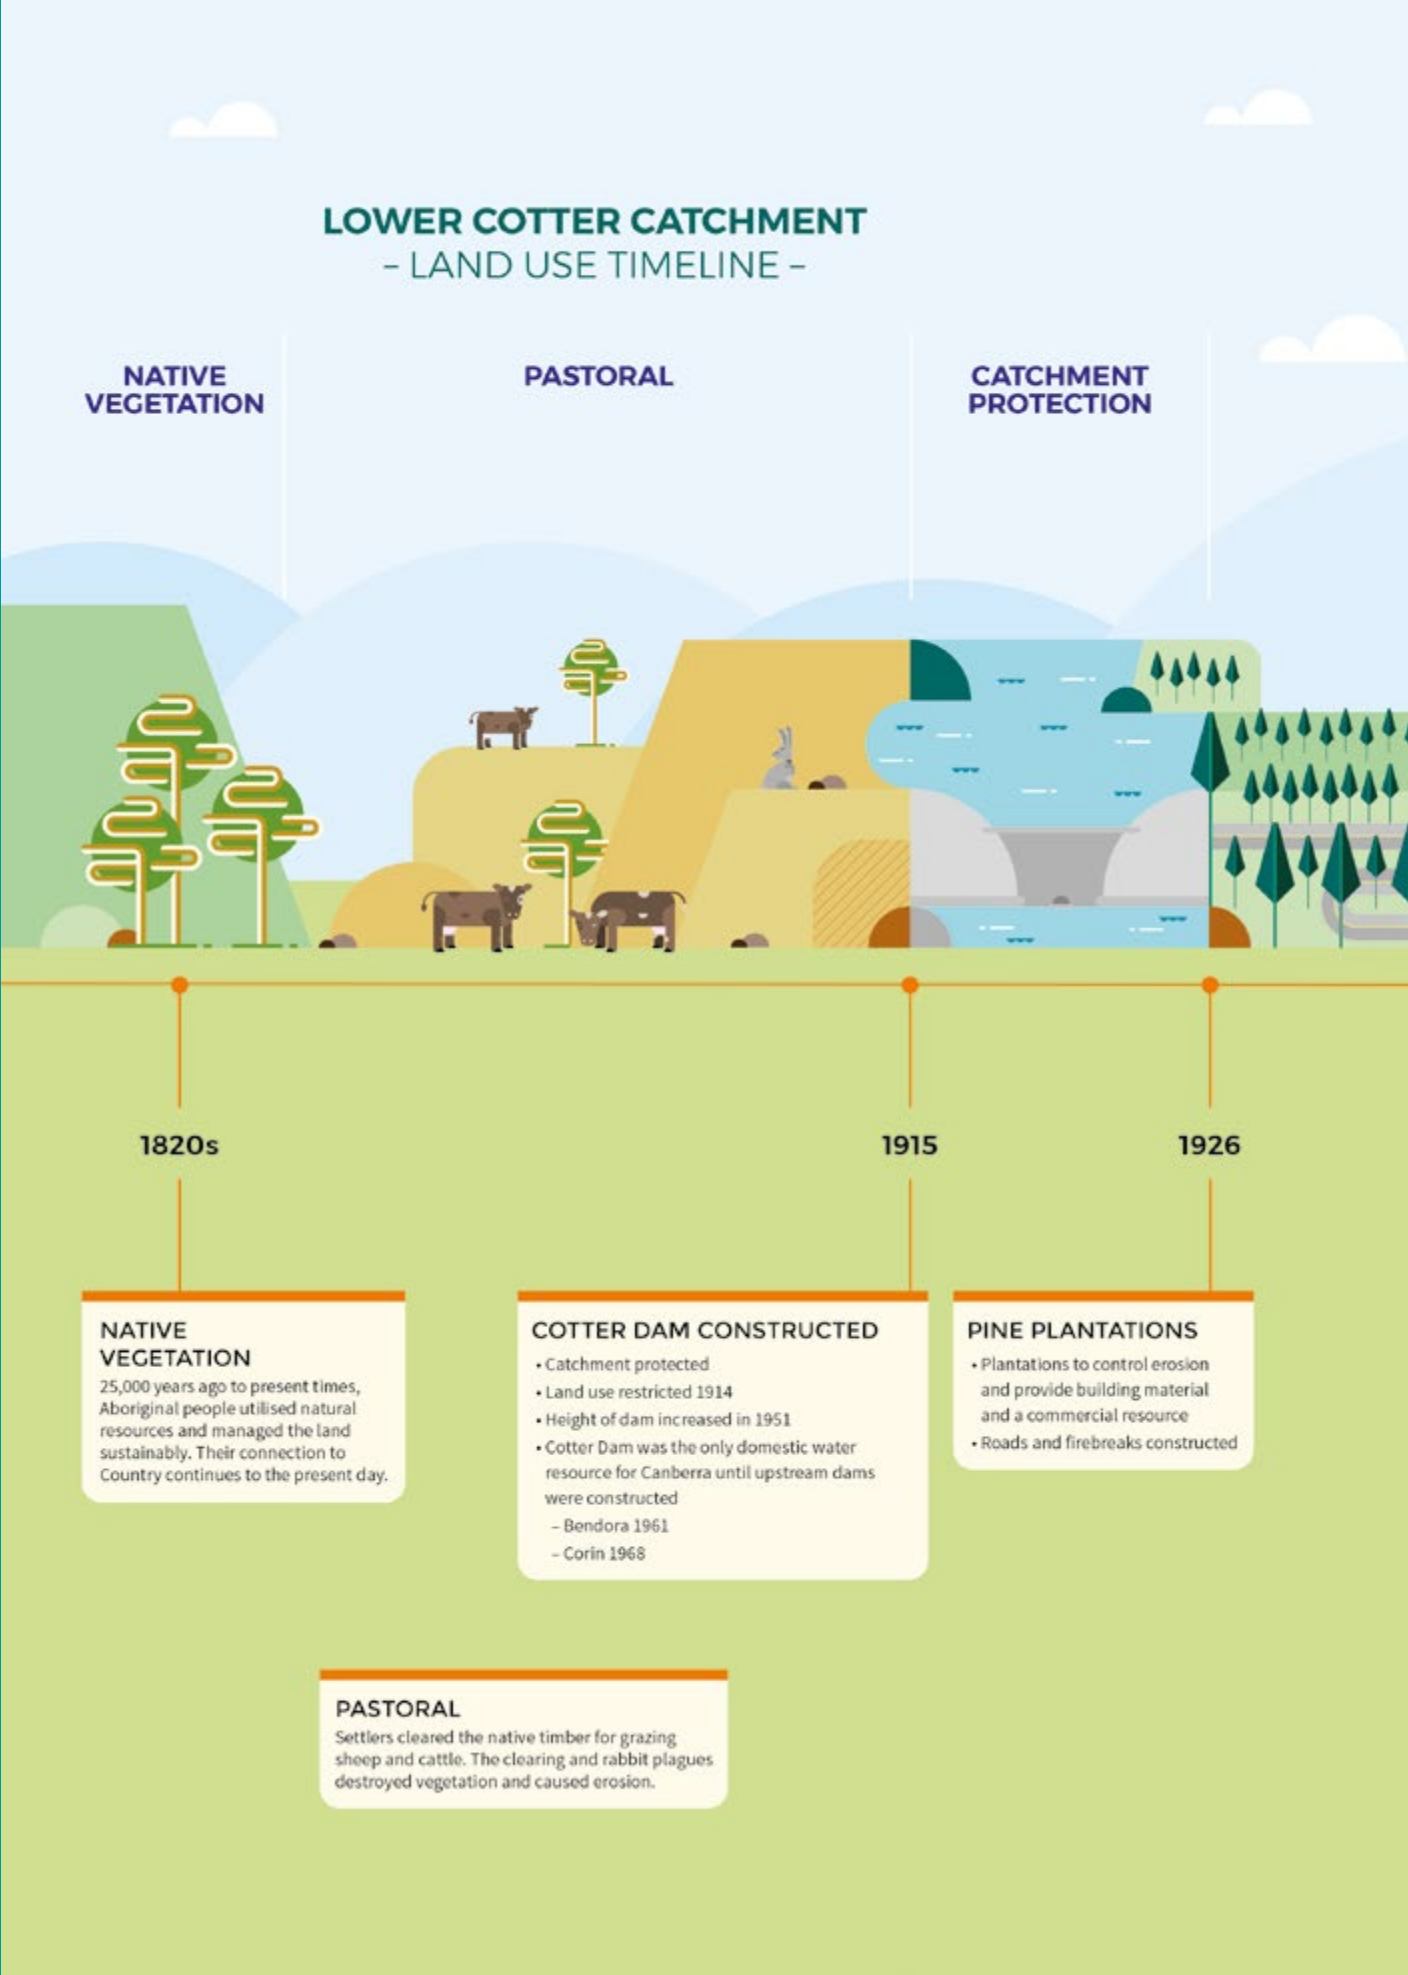 LOWER COTTER CATCHMENT
– LAND USE TIMELINE –
NATIVE
VEGETATION
PASTORAL
CATCHMENT
PROTECTION
1820s
1915
1926
NATIVE
VEGETATION
25,000 years ago to present times,
Aboriginal people utilised natural
resources and managed the land
sustainably. Their connection to
Country continues to the present day.
COTTER DAM CONSTRUCTED
• Catchment protected
• Land use restricted 1914
• Height of dam increased in 1951
• Cotter Dam was the only domestic water
resource for Canberra until upstream dams
were constructed
– Bendora 1961
– Corin 1968
PINE PLANTATIONS
• Plantations to control erosion
and provide building material
and a commercial resource
• Roads and firebreaks constructed
PASTORAL
Settlers cleared the native timber for grazing
sheep and cattle. The clearing and rabbit plagues
destroyed vegetation and caused erosion.